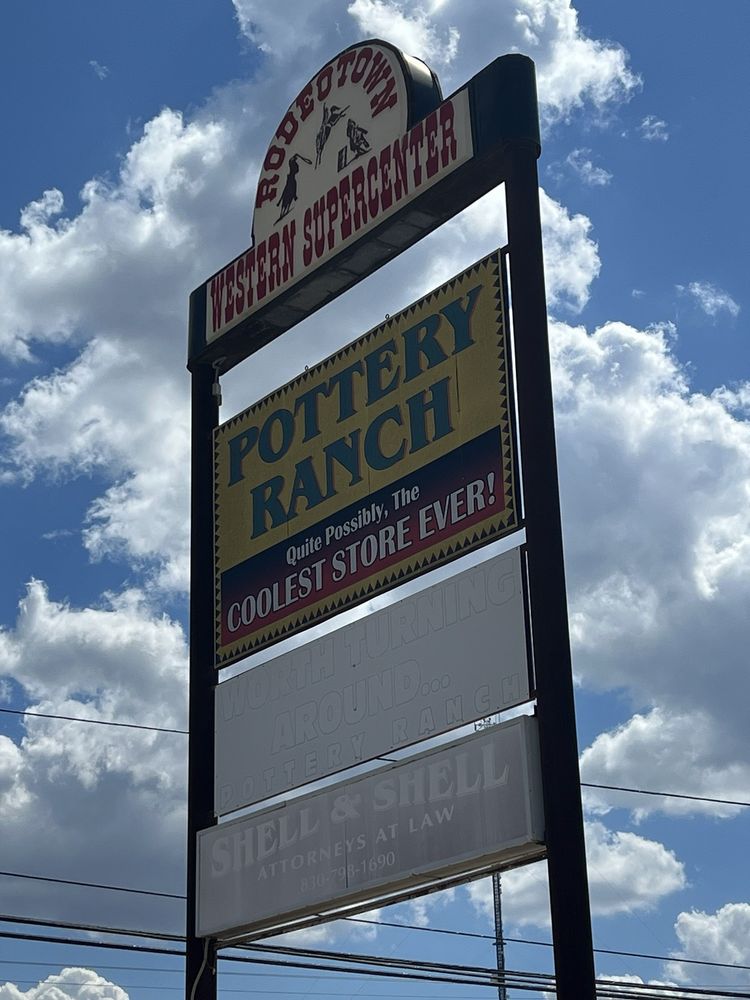 RODEOTOWN
WESTERN SUPERCENTER
POTTERY
RANCH
Quite Possibly, The
COOLEST STORE EVER!
WORTH TURNING
AROUND...
POTTERY RANCH
SHELL & SHELL
ATTORNEYS AT LAW
830-798-1690